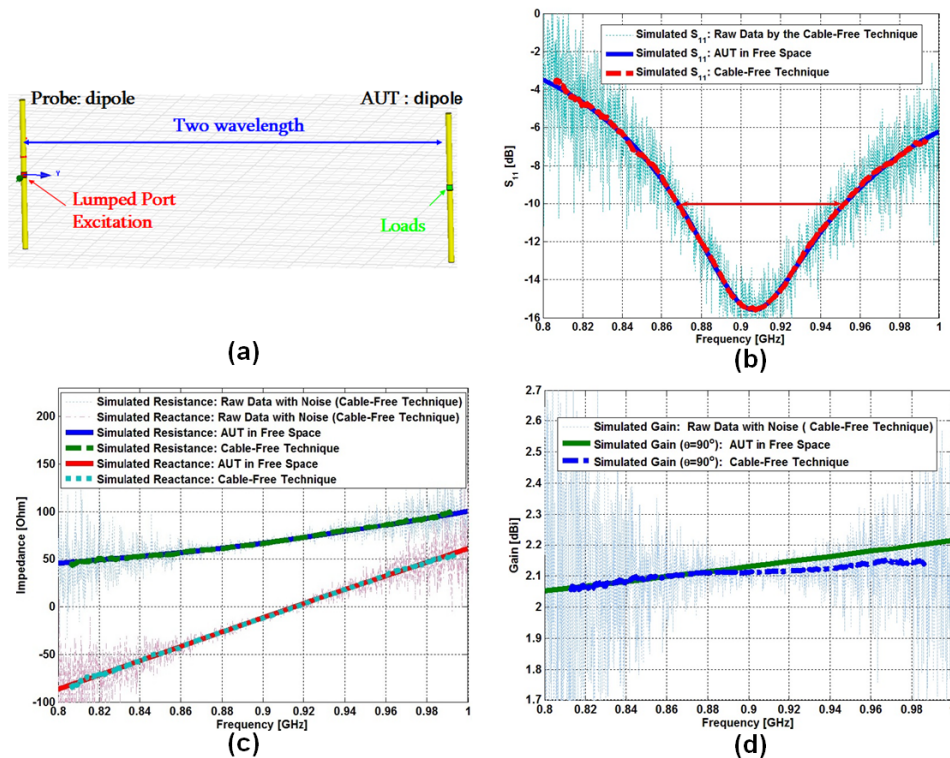 Probe: dipole
AUT : dipole
Two wavelength
Y
Lumped Port
Excitation
Loads
(a)
Simulated S11: Raw Data by the Cable-Free Technique
Simulated S11: AUT in Free Space
Simulated S11: Cable-Free Technique
0
-2
-4
-6
-8
-10
-12
-14
-16
S11 [dB]
0.8 0.82 0.84 0.86 0.88 0.9 0.92 0.94 0.96 0.98 1
Frequency [GHz]
(b)
Simulated Resistance: Raw Data with Noise (Cable-Free Technique)
Simulated Reactance: Raw Data with Noise (Cable-Free Technique)
Simulated Resistance: AUT in Free Space
Simulated Resistance: Cable-Free Technique
Simulated Reactance: AUT in Free Space
Simulated Reactance: Cable-Free Technique
200
150
100
50
0
-50
-100
Impedance [Ohm]
0.8 0.82 0.84 0.86 0.88 0.9 0.92 0.94 0.96 0.98 1
Frequency [GHz]
(c)
Simulated Gain: Raw Data with Noise ( Cable-Free Technique)
Simulated Gain (θ=90°): AUT in Free Space
Simulated Gain (θ=90°): Cable-Free Technique
2.7
2.6
2.5
2.4
2.3
2.2
2.1
2
1.9
1.8
1.7
Gain [dBi]
0.8 0.82 0.84 0.86 0.88 0.9 0.92 0.94 0.96 0.98
Frequency [GHz]
(d)